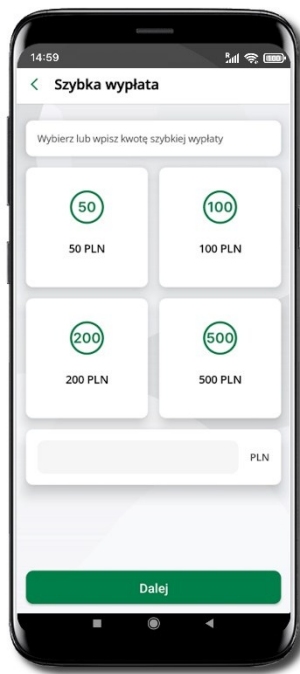 14:59
Szybka wypłata
Wybierz lub wpisz kwotę szybkiej wypłaty
50
100
50 PLN
100 PLN
200
500
200 PLN
500 PLN
PLN
Dalej